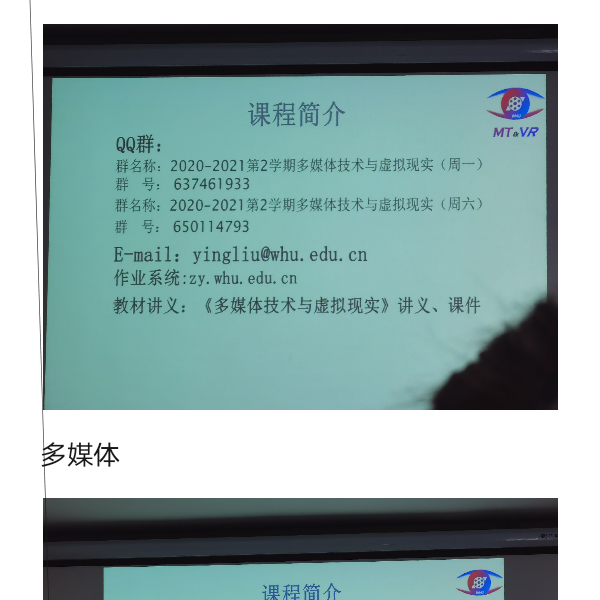 课程简介
MT&VR
QQ群:
群名称: 2020-2021第2学期多媒体技术与虚拟现实（周一）
群 号: 637461933
群名称: 2020-2021第2学期多媒体技术与虚拟现实（周六）
群 号: 650114793
E-mail: yingliu@whu.edu.cn
作业系统:zy.whu.edu.cn
教材讲义: 《多媒体技术与虚拟现实》讲义、课件
多媒体
课程简介